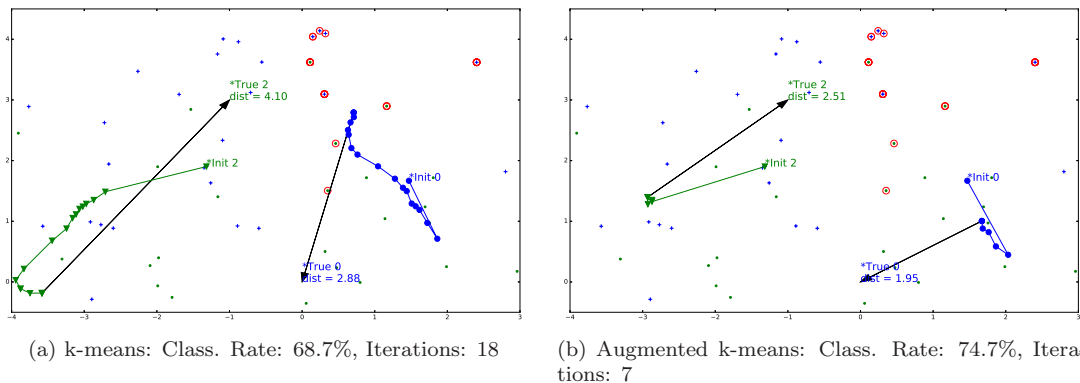 4
3
2
1
0
−4
−3
−2
−1
0
1
2
3
*True 2
dist = 4.10
*Init 2
*Init 0
*True 0
dist = 2.88
4
3
2
1
0
−4
−3
−2
−1
0
1
2
3
*True 2
dist = 2.51
*Init 2
*Init 0
*True 0
dist = 1.95
(a) k-means: Class. Rate: 68.7%, Iterations: 18
(b) Augmented k-means: Class. Rate: 74.7%, Itera
tions: 7